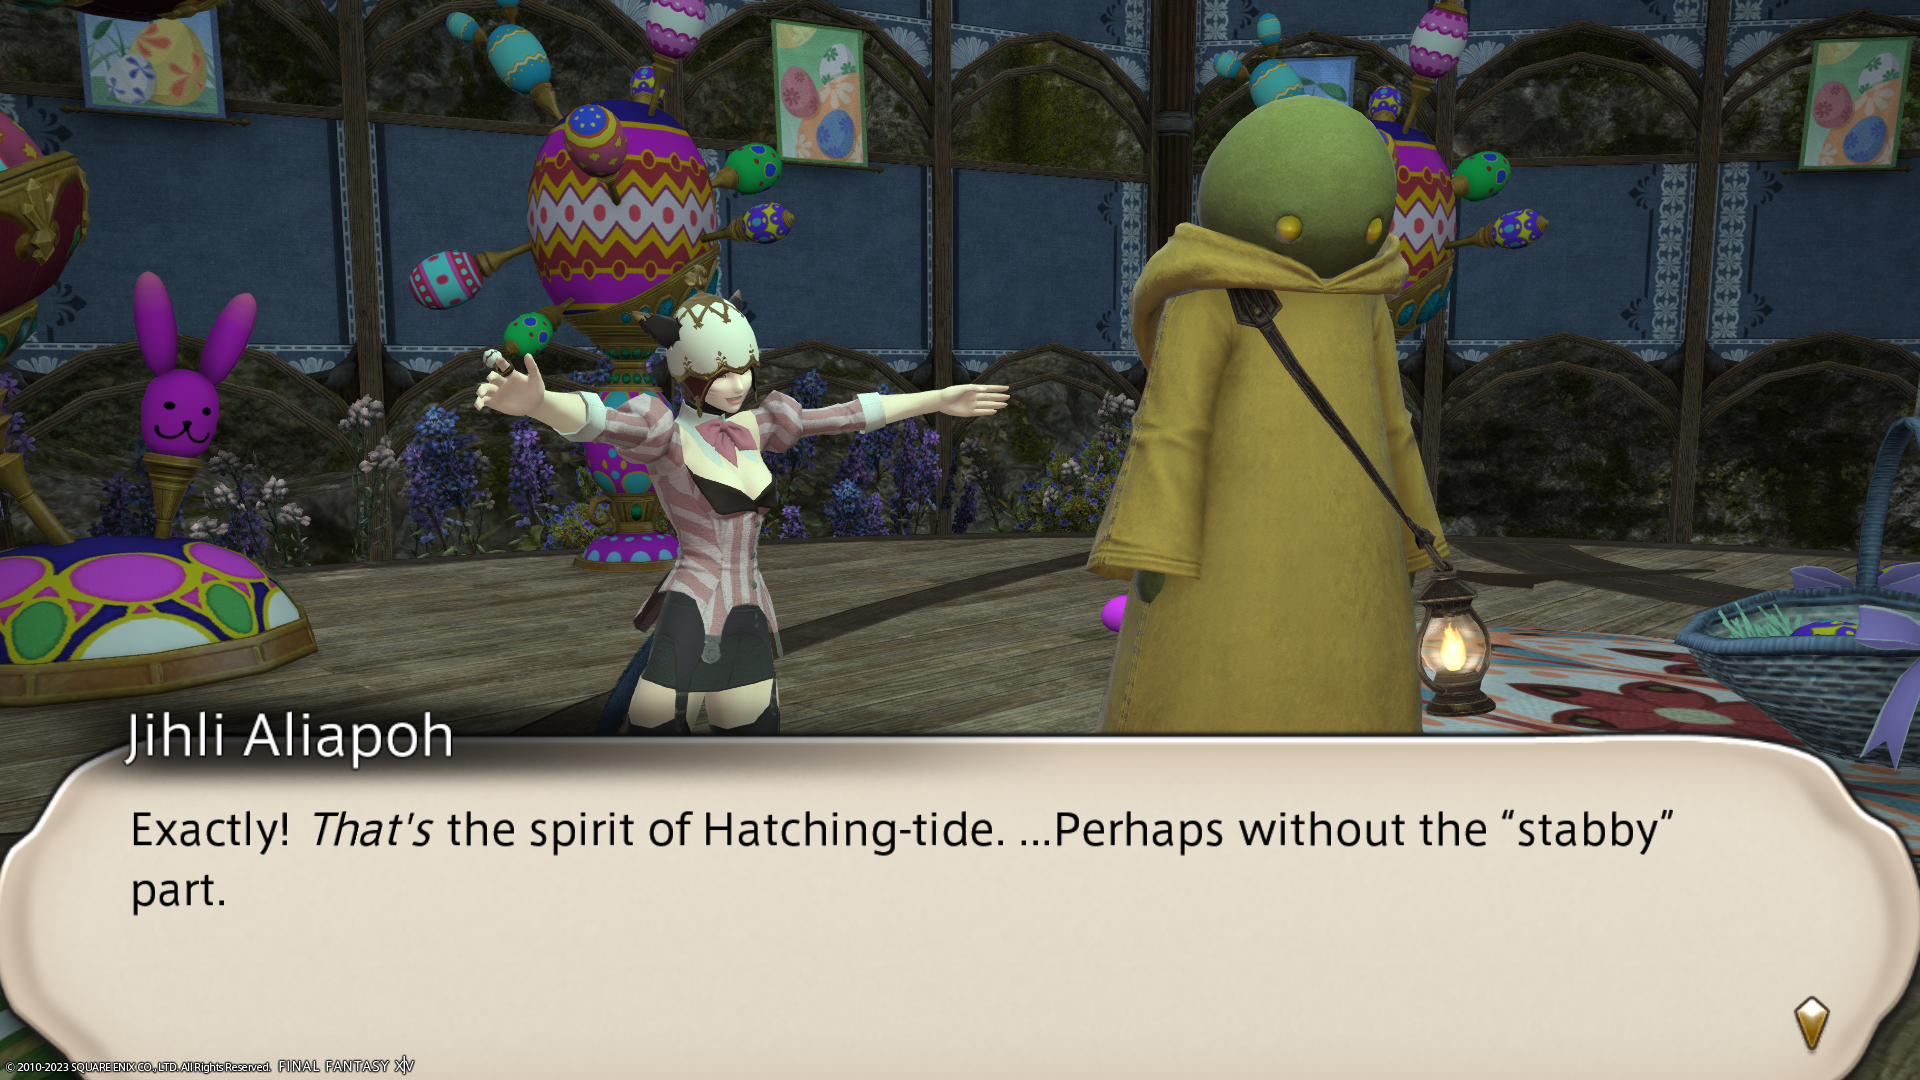 Jihli Aliapoh
Exactly! That's the spirit of Hatching-tide. ...Perhaps without the “stabby”
part.
© 2010-2023 SQUARE ENIX CO., LTD. All Rights Reserved. FINAL FANTASY XIV